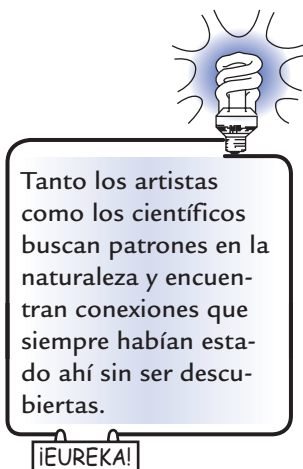 Tanto los artistas
como los científicos
buscan patrones en la
naturaleza y encuen-
tran conexiones que
siempre habían esta-
do ahí sin ser descu-
biertas.
¡EUREKA!